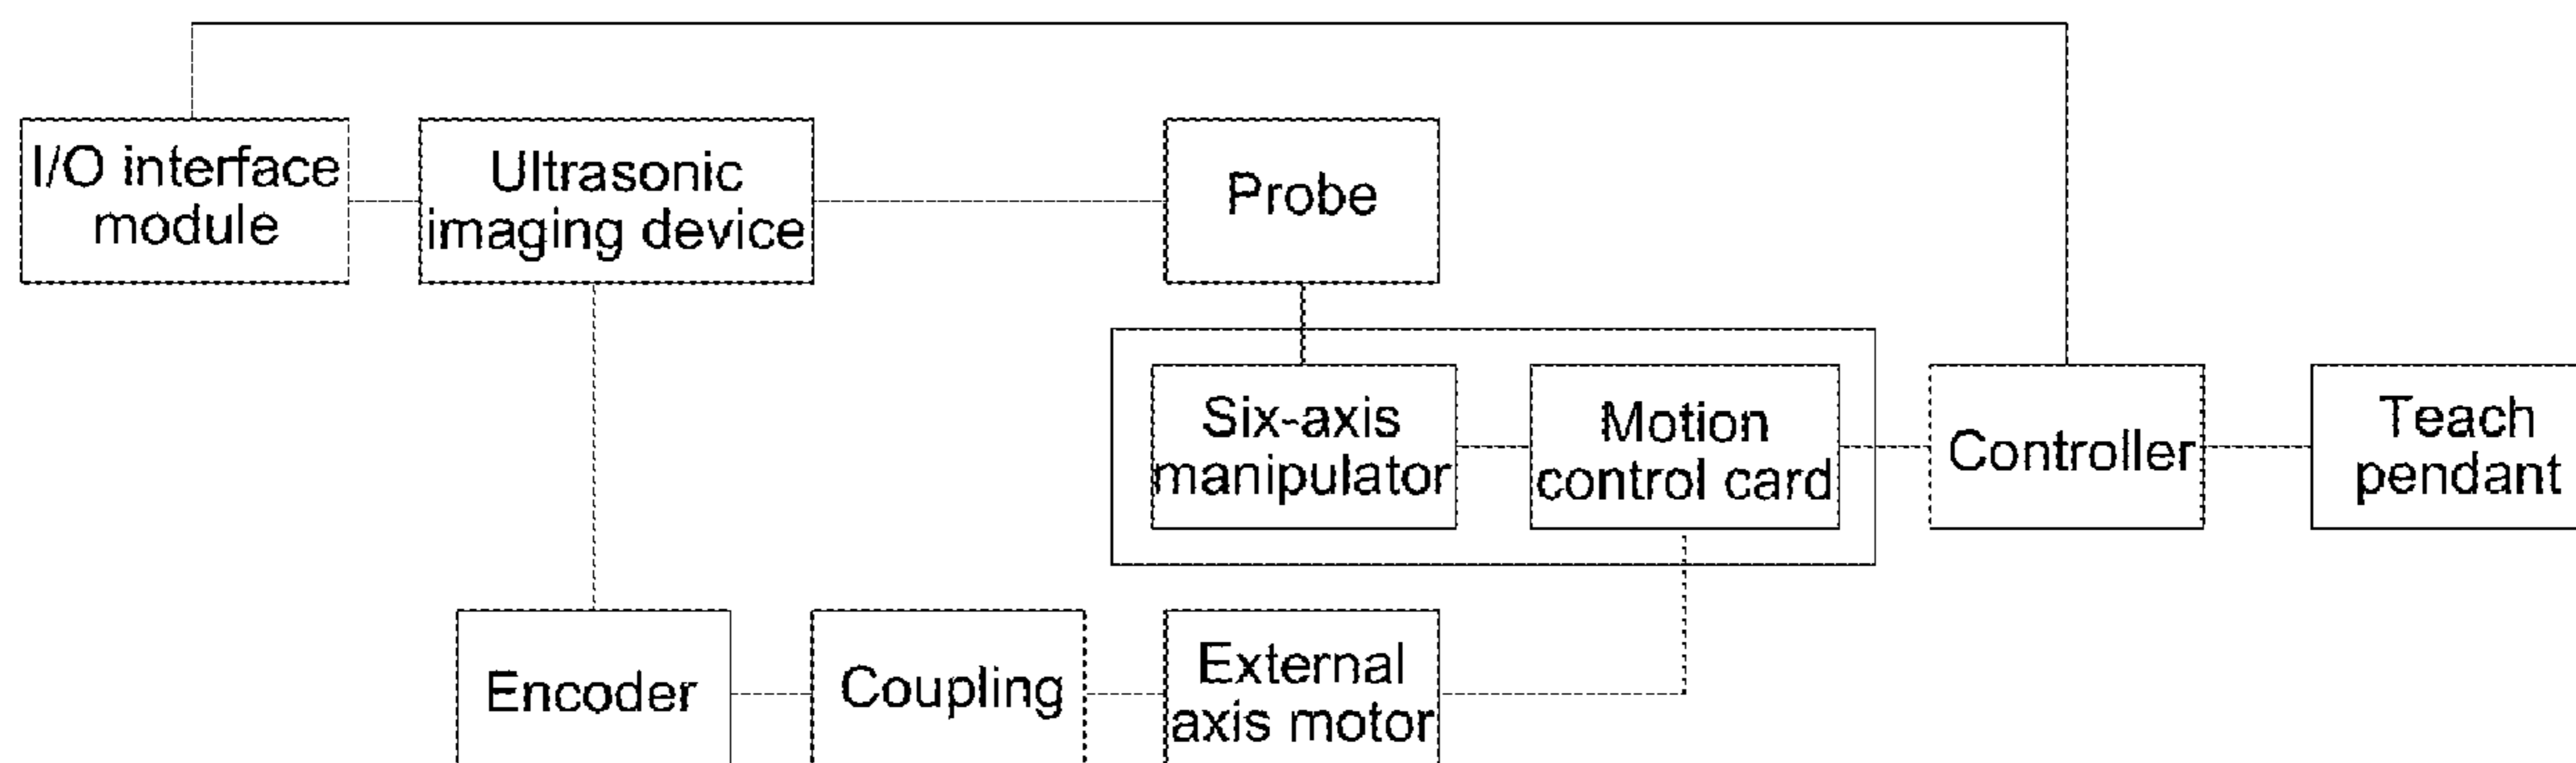 I/O interface
module
Ultrasonic
imaging device
Probe
Six-axis
manipulator
Motion
control card
Controller
Teach
pendant
Encoder
Coupling
External
axis motor